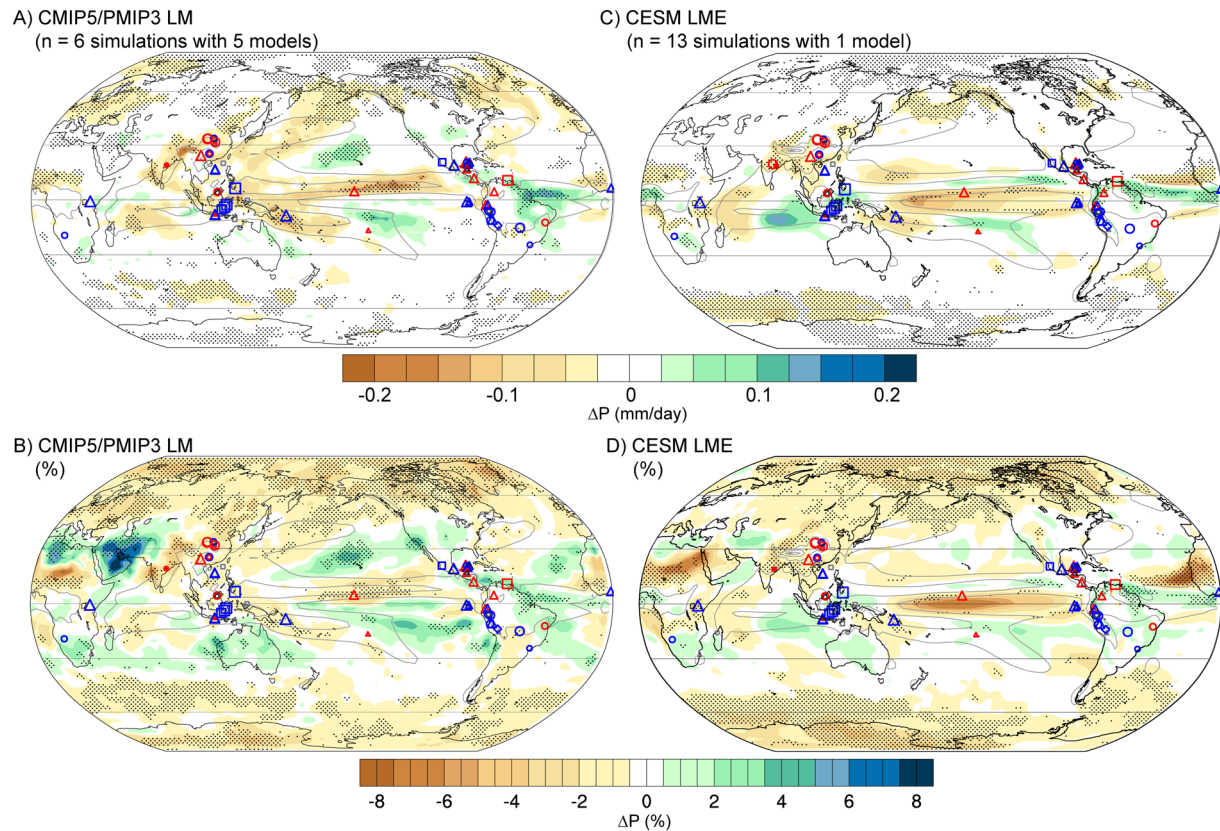 A) CMIP5/PMIP3 LM
(n = 6 simulations with 5 models)
C) CESM LME
(n = 13 simulations with 1 model)
-0.2 -0.1 0 0.1 0.2
ΔP (mm/day)
B) CMIP5/PMIP3 LM
(%)
D) CESM LME
(%)
-8 -6 -4 -2 0 2 4 6 8
ΔP (%)